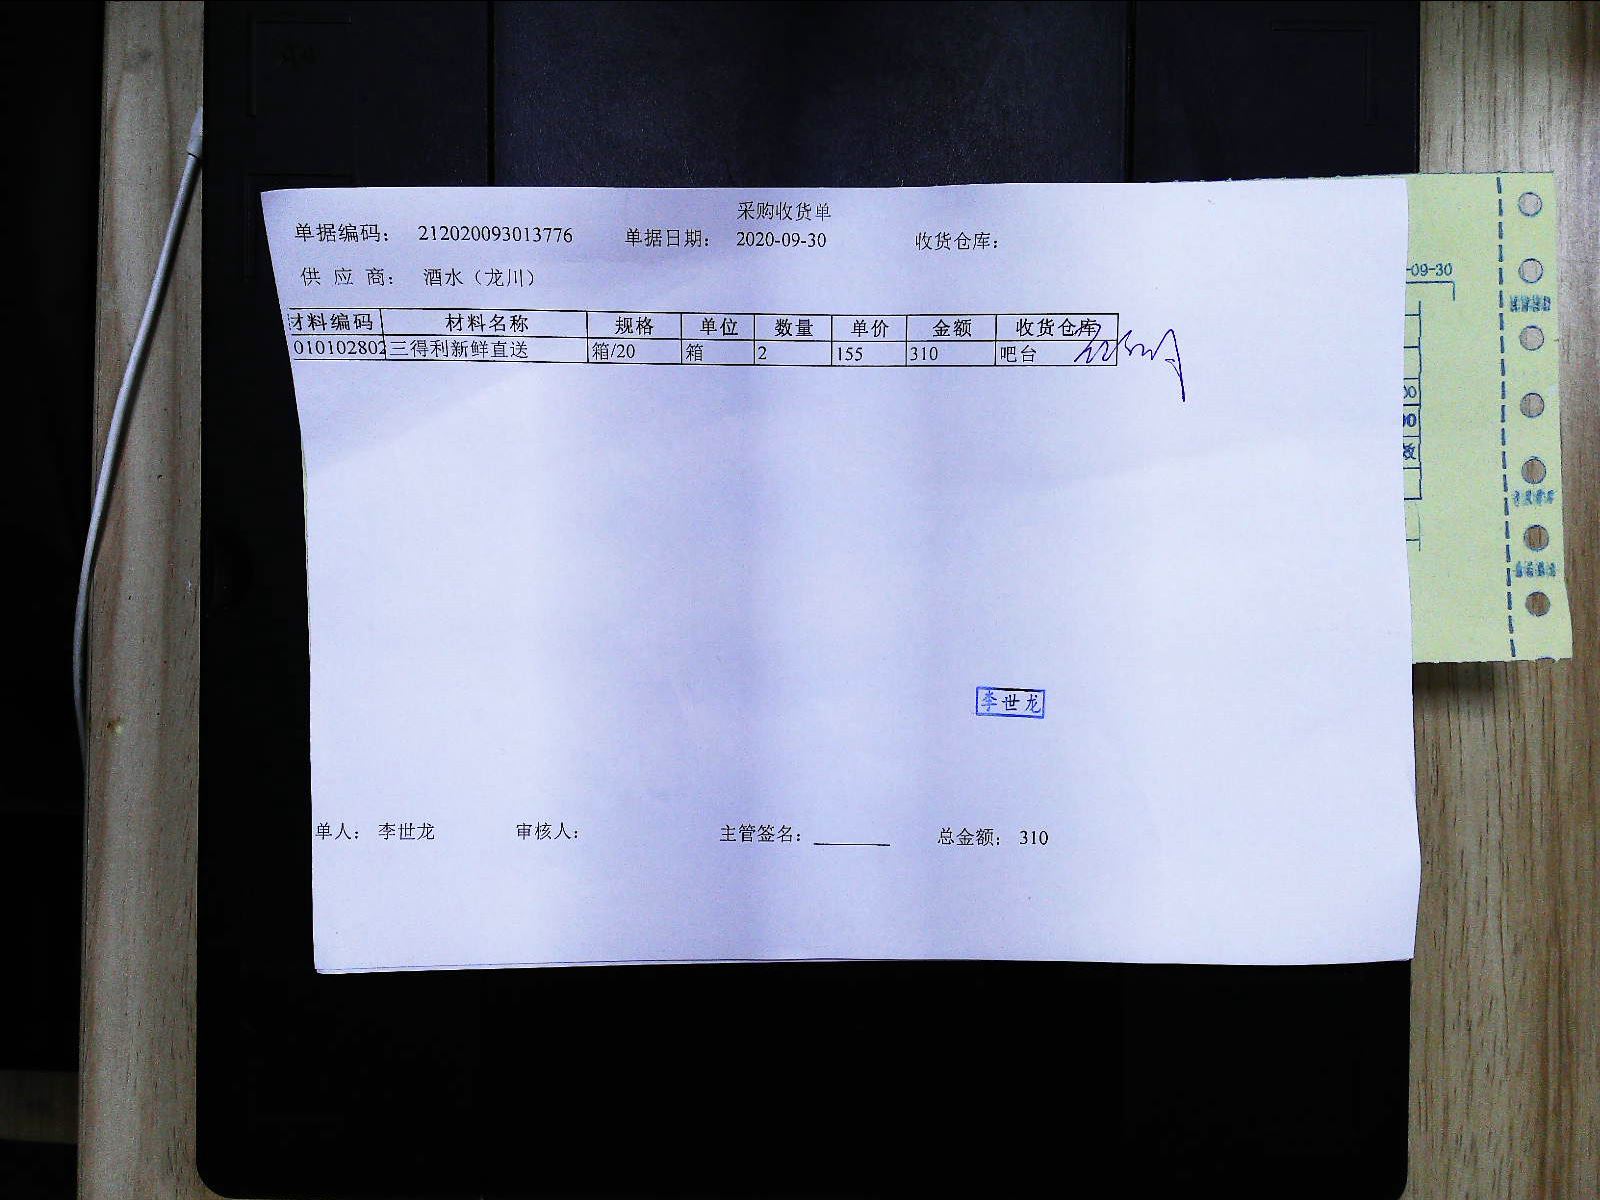 采购收货单
单据编码： 212020093013776 单据日期： 2020-09-30 收货仓库：
供 应 商： 酒水（龙川）
-09-30
材料编码 材料名称 规格 单位 数量 单价 金额 收货仓库
010102802 三得利新鲜直送 箱/20 箱 2 155 310 吧台
00
00
李世龙
单人： 李世龙 审核人： 主管签名： 总金额： 310